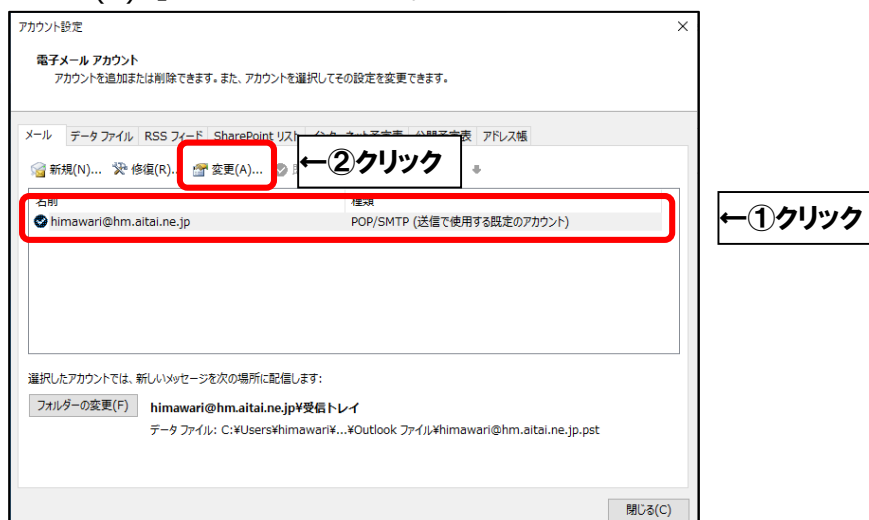 アカウント設定
電子メール アカウント
アカウントを追加または削除できます。また、アカウントを選択してその設定を変更できます。
メール データ ファイル RSS フィード SharePoint リスト アドレス帳
新規(N)... 修復(R)... 変更(A)... ←②クリック
名前 種類
himawari@hm.aitai.ne.jp POP/SMTP (送信で使用する既定のアカウント)
←①クリック
選択したアカウントでは、新しいメッセージを次の場所に配信します:
フォルダーの変更(F) himawari@hm.aitai.ne.jp¥受信トレイ
データ ファイル: C:¥Users¥himawari¥...¥Outlook ファイル¥himawari@hm.aitai.ne.jp.pst
閉じる(C)